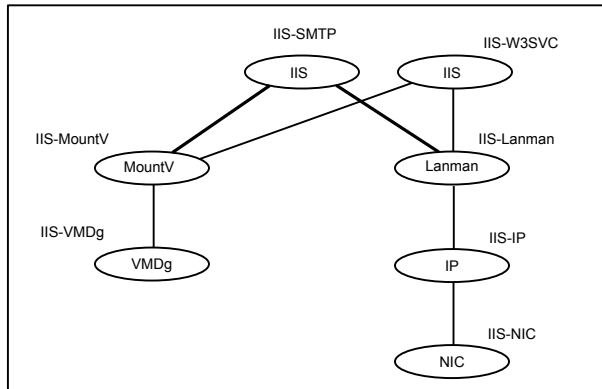 IIS-SMTP
IIS-W3SVC
IIS
IIS
IIS-MountV
IIS-Lanman
MountV
Lanman
IIS-VMDg
IIS-IP
VMDg
IP
IIS-NIC
NIC